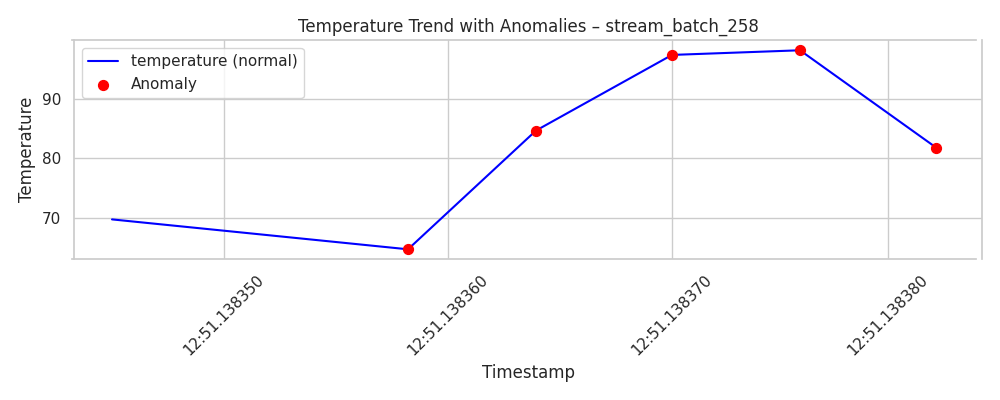 Temperature Trend with Anomalies – stream_batch_258
temperature (normal)
Anomaly
Temperature
90
80
70
12:51.138350
12:51.138360
12:51.138370
12:51.138380
Timestamp